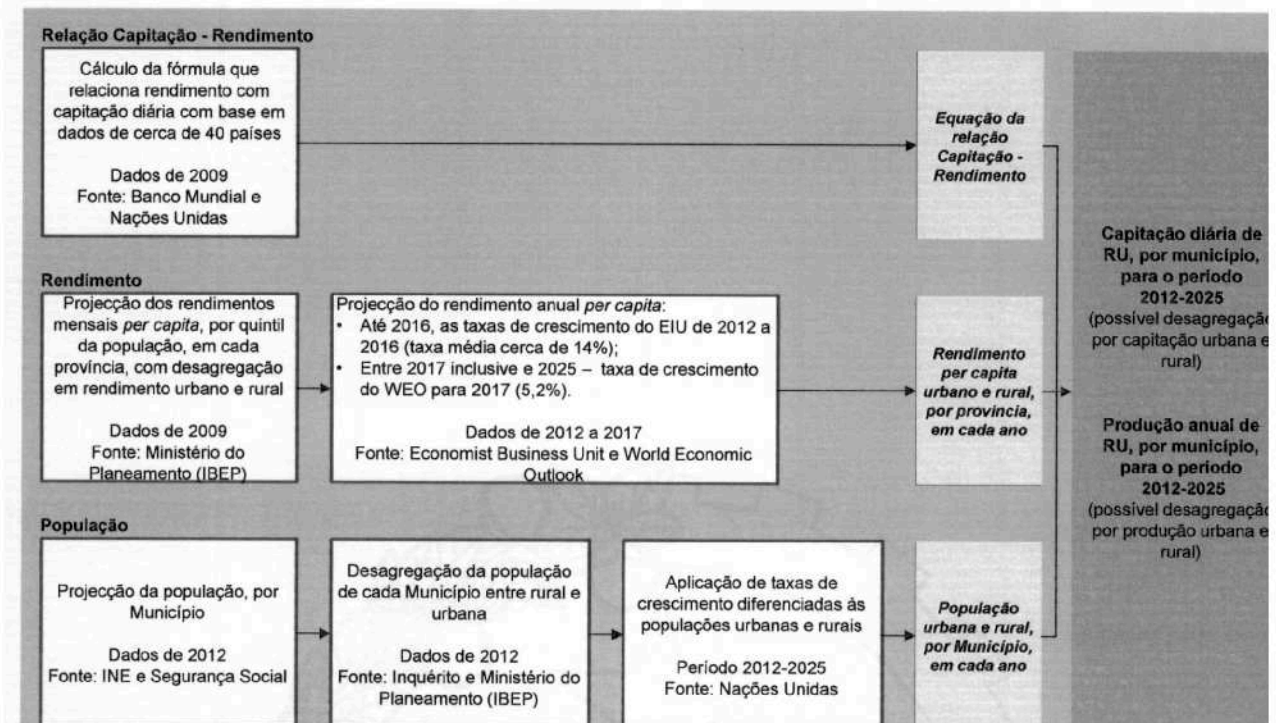 Relação Capitação - Rendimento
Cálculo da fórmula que
relaciona rendimento com
capitação diária com base em
dados de cerca de 40 países
Dados de 2009
Fonte: Banco Mundial e
Nações Unidas
Equação da
relação
Capitação -
Rendimento
Rendimento
Projecção dos rendimentos
mensais per capita, por quintil
da população, em cada
província, com desagregação
em rendimento urbano e rural
Dados de 2009
Fonte: Ministério do
Planeamento (IBEP)
Projecção do rendimento anual per capita:
• Até 2016, as taxas de crescimento do EIU de 2012 a
2016 (taxa média cerca de 14%);
• Entre 2017 inclusive e 2025 – taxa de crescimento
do WEO para 2017 (5,2%).
Dados de 2012 a 2017
Fonte: Economist Business Unit e World Economic
Outlook
Rendimento
per capita
urbano e rural,
por província,
em cada ano
População
Projecção da população, por
Município
Dados de 2012
Fonte: INE e Segurança Social
Desagregação da população
de cada Município entre rural e
urbana
Dados de 2012
Fonte: Inquérito e Ministério do
Planeamento (IBEP)
Aplicação de taxas de
crescimento diferenciadas às
populações urbanas e rurais
Período 2012-2025
Fonte: Nações Unidas
População
urbana e rural,
por Município,
em cada ano
Capitação diária de
RU, por município,
para o período
2012-2025
(possível desagregação
por capitação urbana e
rural)
Produção anual de
RU, por município,
para o período
2012-2025
(possível desagregação
por produção urbana e
rural)